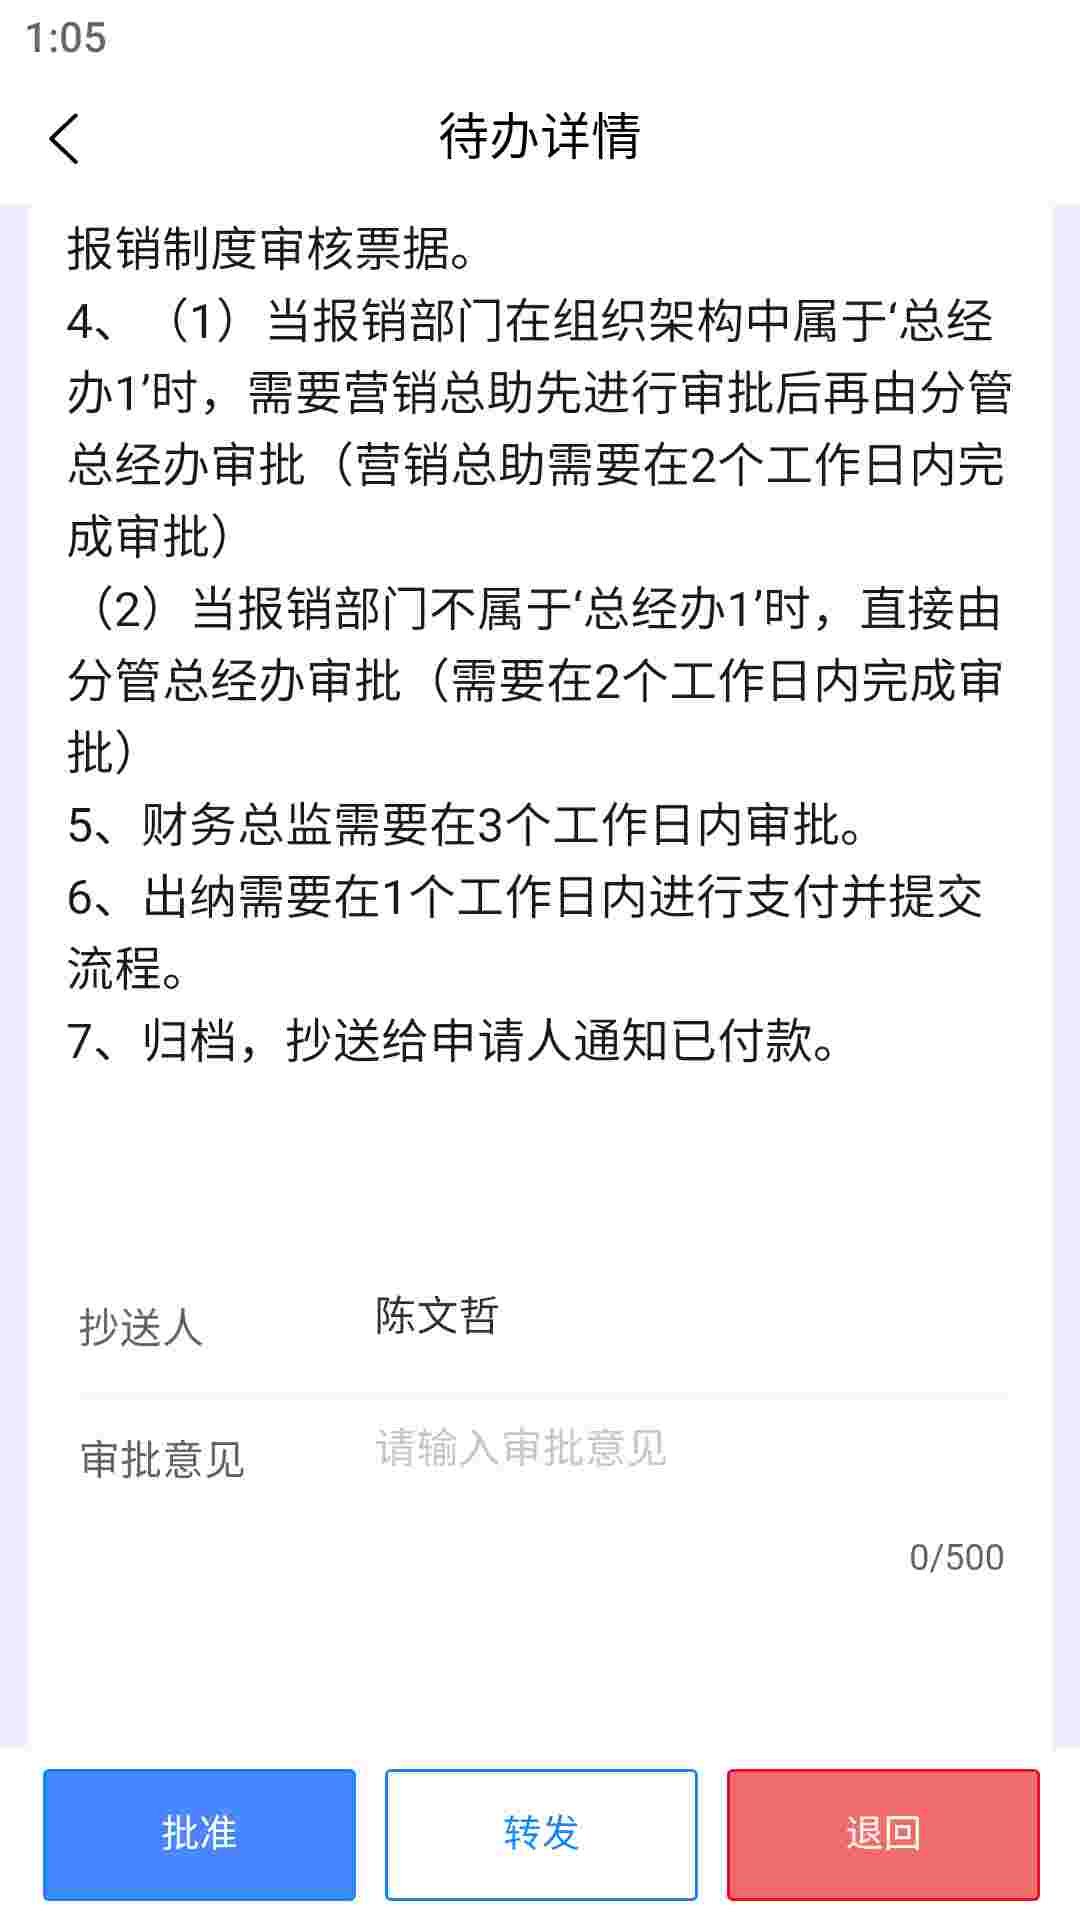 1:05
待办详情
报销制度审核票据。
4、（1）当报销部门在组织架构中属于‘总经
办1’时，需要营销总助先进行审批后再由分管
总经办审批（营销总助需要在2个工作日内完
成审批）
（2）当报销部门不属于‘总经办1’时，直接由
分管总经办审批（需要在2个工作日内完成审
批）
5、财务总监需要在3个工作日内审批。
6、出纳需要在1个工作日内进行支付并提交
流程。
7、归档，抄送给申请人通知已付款。
抄送人 陈文哲
审批意见 请输入审批意见
0/500
批准 转发 退回